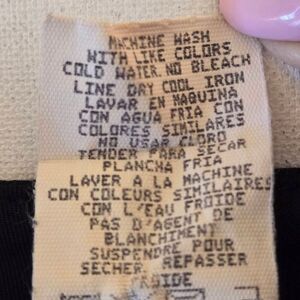 MACHINE WASH
WITH LIKE COLORS
COLD WATER. NO BLEACH
LINE DRY COOL IRON
LAVAR EN MAQUINA
CON AGUA FRIA CON
COLORES SIMILARES
NO USAR CLORO
TENDER PARA SECAR
PLANCHA FRIA
LAVER A LA MACHINE
CON COULEURS SIMILAIRES
CON L'EAU FROIDE
PAS D'AGENT DE
BLANCHIMENT
SUSPENDRE POUR
SECHER. REPASSER
FROIDE